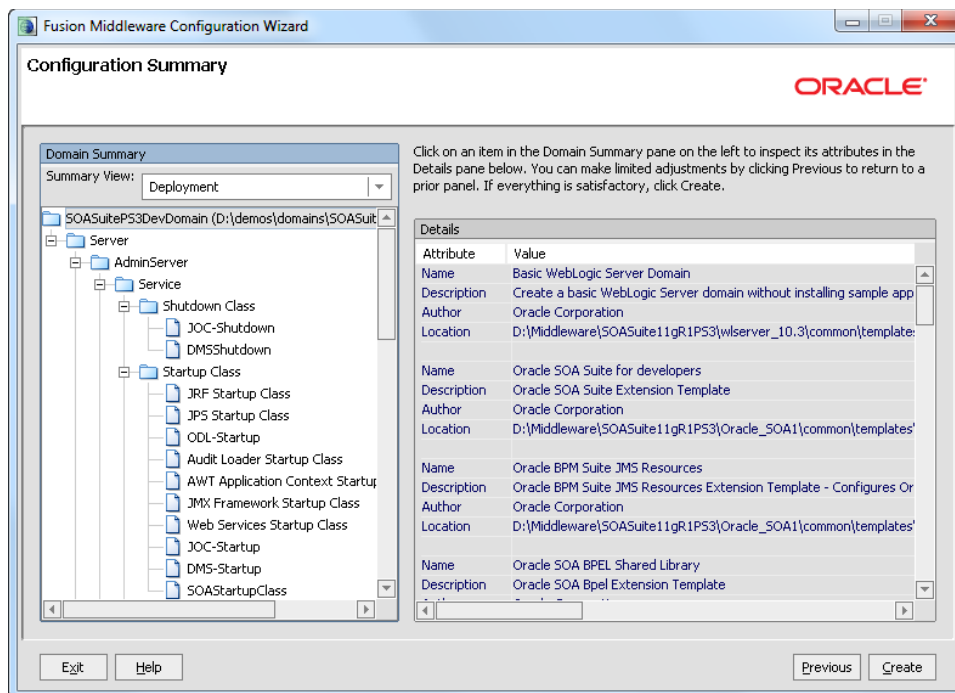 Fusion Middleware Configuration Wizard
Configuration Summary
ORACLE
Domain Summary
Summary View:
Deployment
SOASuitePS3DevDomain (D:\demos\domains\SOASuit
Server
AdminServer
Service
Shutdown Class
JOC-Shutdown
DMSShutdown
Startup Class
JRF Startup Class
JPS Startup Class
ODL-Startup
Audit Loader Startup Class
AWT Application Context Startup
JMX Framework Startup Class
Web Services Startup Class
JOC-Startup
DMS-Startup
SOAStartupClass
Click on an item in the Domain Summary pane on the left to inspect its attributes in the
Details pane below. You can make limited adjustments by clicking Previous to return to a
prior panel. If everything is satisfactory, click Create.
Details
Attribute Value
Name Basic WebLogic Server Domain
Description Create a basic WebLogic Server domain without installing sample app
Author Oracle Corporation
Location D:\Middleware\SOASuite11gR1PS3\wlserver_10.3\common\templates
Name Oracle SOA Suite for developers
Description Oracle SOA Suite Extension Template
Author Oracle Corporation
Location D:\Middleware\SOASuite11gR1PS3\Oracle_SOA1\common\templates
Name Oracle BPM Suite JMS Resources
Description Oracle BPM Suite JMS Resources Extension Template - Configures Or
Author Oracle Corporation
Location D:\Middleware\SOASuite11gR1PS3\Oracle_SOA1\common\templates
Name Oracle SOA BPEL Shared Library
Description Oracle SOA Bpel Extension Template
Exit Help Previous Create